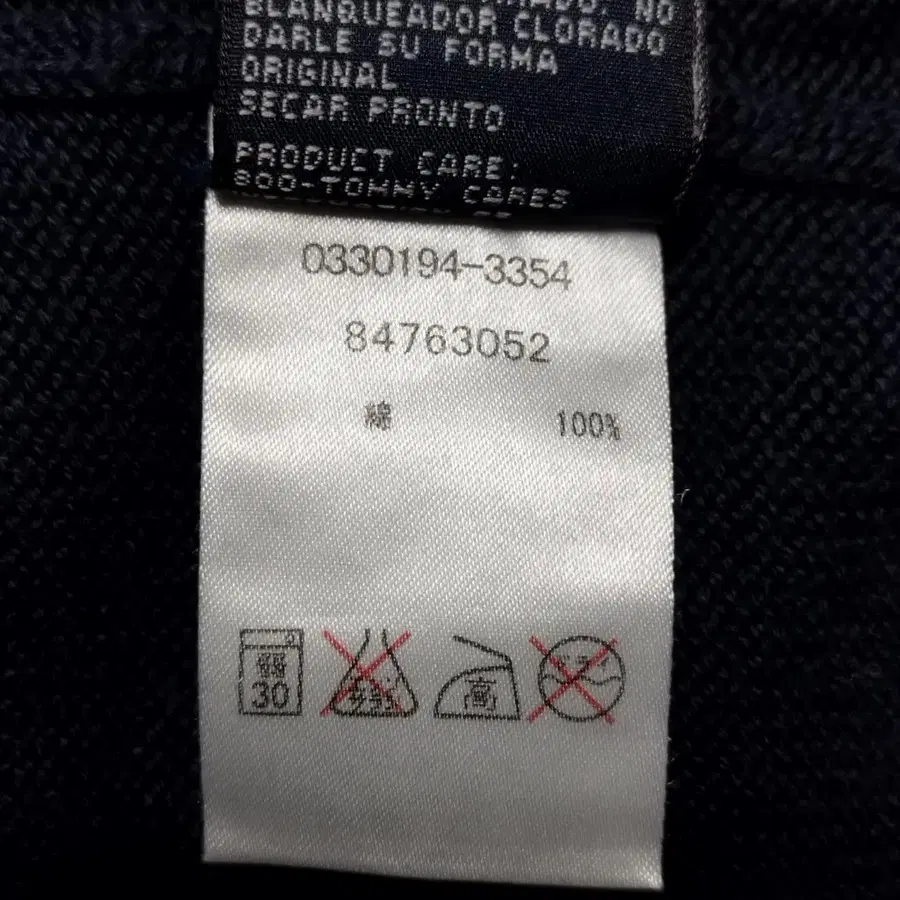 NO
BLANQUEADOR CLORADO
DARLE SU FORMA
ORIGINAL
SECAR PRONTO
PRODUCT CARE:
800-TOMMY CARES
0330194-3354
84763052
綿 100%
弱
30
高